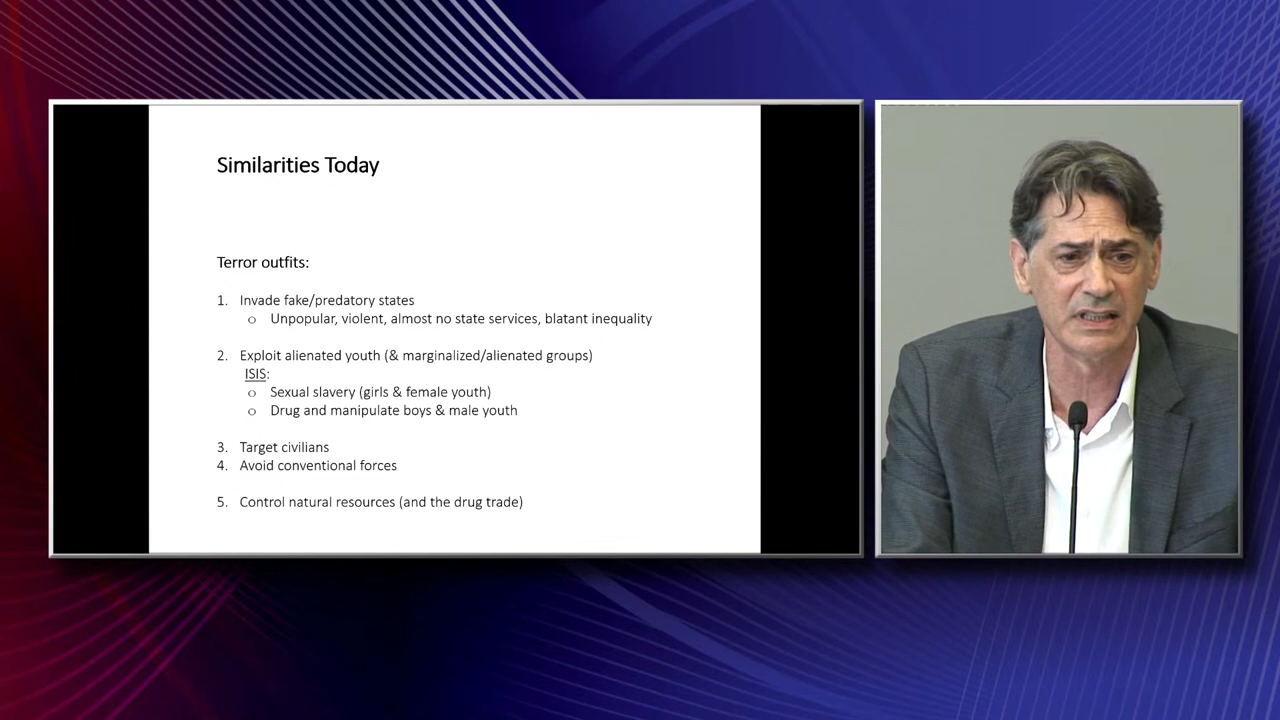 Similarities Today
Terror outfits:
1. Invade fake/predatory states
o Unpopular, violent, almost no state services, blatant inequality
2. Exploit alienated youth (& marginalized/alienated groups)
ISIS:
o Sexual slavery (girls & female youth)
o Drug and manipulate boys & male youth
3. Target civilians
4. Avoid conventional forces
5. Control natural resources (and the drug trade)